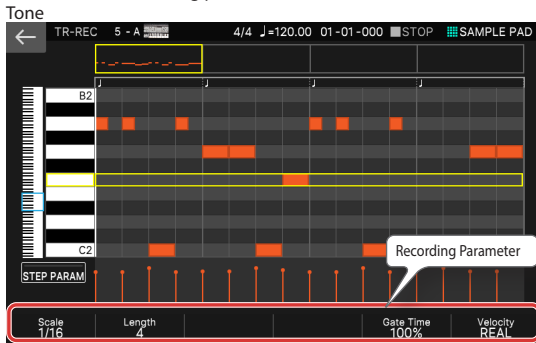 Tone
TR-REC 5 - A 4/4 ♩=120.00 01-01-000 STOP SAMPLE PAD
B2
C2
Recording Parameter
STEP PARAM
Scale Length Gate Time Velocity
1/16 4 100% REAL